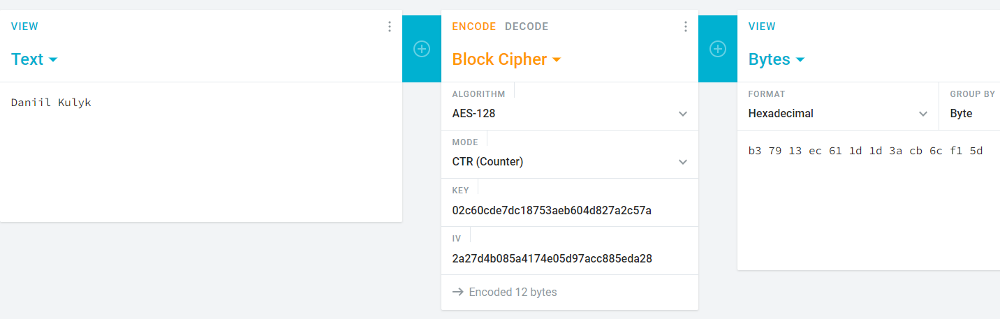 VIEW
Text
Daniil Kulyk
ENCODE DECODE
Block Cipher
ALGORITHM
AES-128
MODE
CTR (Counter)
KEY
02c60cde7dc18753aeb604d827a2c57a
IV
2a27d4b085a4174e05d97acc885eda28
Encoded 12 bytes
VIEW
Bytes
FORMAT
Hexadecimal
GROUP BY
Byte
b3 79 13 ec 61 1d 1d 3a cb 6c f1 5d